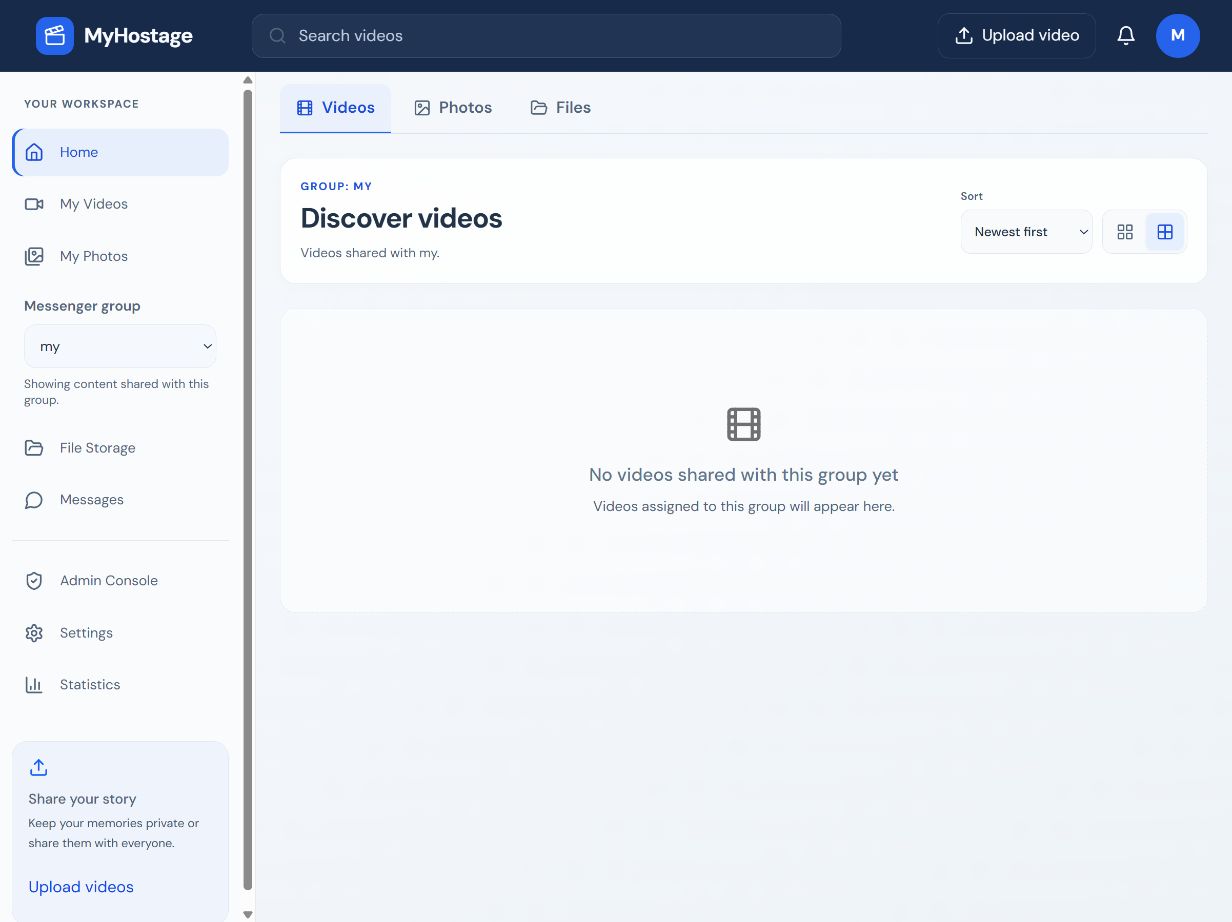 MyHostage
Search videos
Upload video
M
YOUR WORKSPACE
Home
My Videos
My Photos
Messenger group
my
Showing content shared with this
group.
File Storage
Messages
Admin Console
Settings
Statistics
Share your story
Keep your memories private or
share them with everyone.
Upload videos
Videos
Photos
Files
GROUP: MY
Discover videos
Videos shared with my.
Sort
Newest first
No videos shared with this group yet
Videos assigned to this group will appear here.